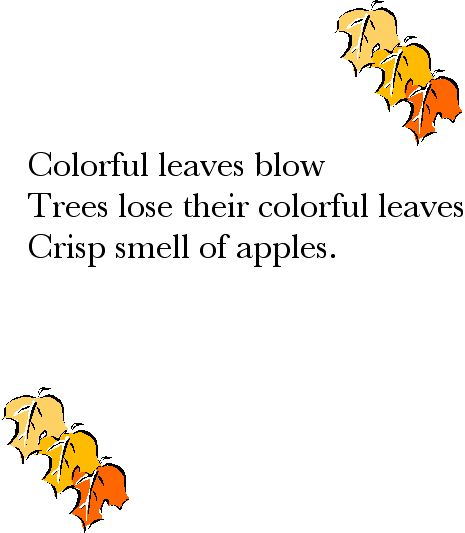 Colorful leaves blow
Trees lose their colorful leaves
Crisp smell of apples.